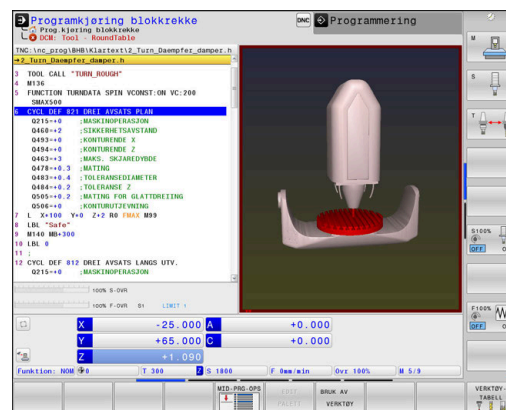 Programkjøring blokkrekke
Prog.kjøring blokkrekke
DCM: Tool - RoundTable
DNC
Programmering
TNC:\nc_prog\BHB\Klartext\2_Turn_Daempfer_damper.h
→2_Turn_Daempfer_damper.h
3 TOOL CALL "TURN_ROUGH"
4 M136
5 FUNCTION TURNDATA SPIN VCONST:ON VC:200
SMAX500
6 CYCL DEF 821 DREI AVSATS PLAN
Q215=+0 ;MASKINOPERASJON
Q460=+2 ;SIKKERHETSAVSTAND
Q493=+0 ;KONTURENDE X
Q494=+0 ;KONTURENDE Z
Q463=+3 ;MAKS. SKJAREDYBDE
Q478=+0.3 ;MATING
Q483=+0.4 ;TOLERANSEDIAMETER
Q484=+0.2 ;TOLERANSE Z
Q505=+0.2 ;MATING FOR GLATTDREIING
Q506=+0 ;KONTURUTJEVNING
7 L X+100 Y+0 Z+2 R0 FMAX M99
8 LBL "Safe"
9 M140 MB+300
10 LBL 0
11 ;
12 CYCL DEF 812 DREI AVSATS LANGS UTV.
Q215=+0 ;MASKINOPERASJON
100% S-OVR
100% F-OVR S1 LIMIT 1
X -25.000 A +0.000
Y +65.000 C +0.000
Z +1.090
Funktion: NOM 0 T 300 Z S 1800 F 0mm/min Ovr 100% M 5/9
MID-PRG-OPS
BRUK AV
VERKTØY
VERKTØY-
TABELL
M
S
T
S100%
OFF
F100%
OFF